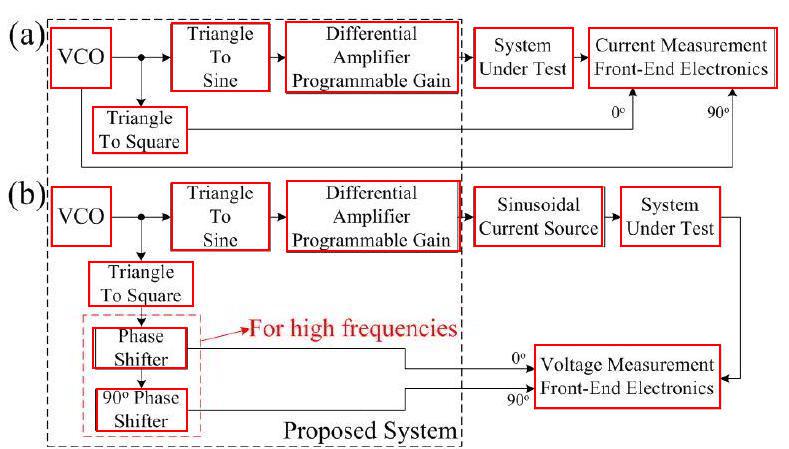 (a)
VCO
Triangle
To
Sine
Differential
Amplifier
Programmable Gain
System
Under Test
Current Measurement
Front-End Electronics
Triangle
To Square
0º
90º
(b)
VCO
Triangle
To
Sine
Differential
Amplifier
Programmable Gain
Sinusoidal
Current Source
System
Under Test
Triangle
To Square
For high frequencies
Phase
Shifter
0º
Voltage Measurement
Front-End Electronics
90º
90º Phase
Shifter
Proposed System